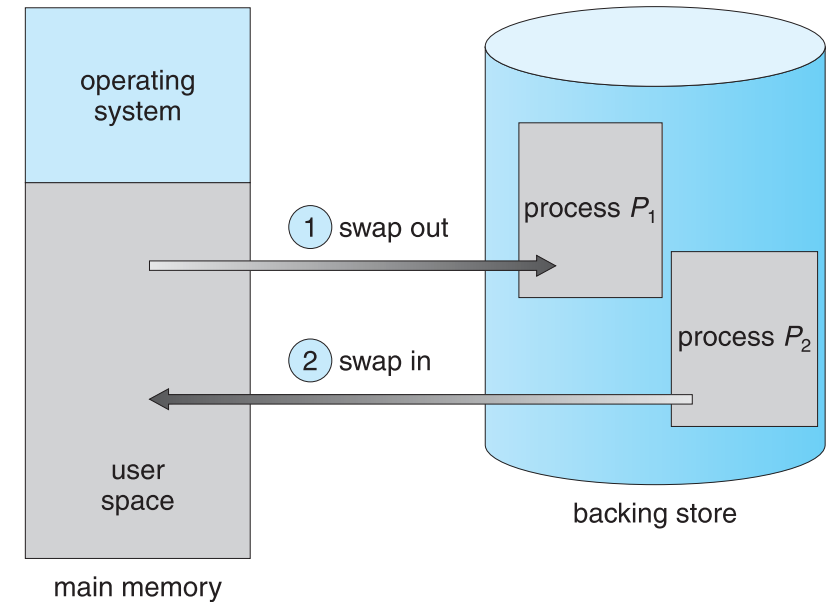 operating
system
1 swap out
process P₁
2 swap in
process P₂
user
space
backing store
main memory